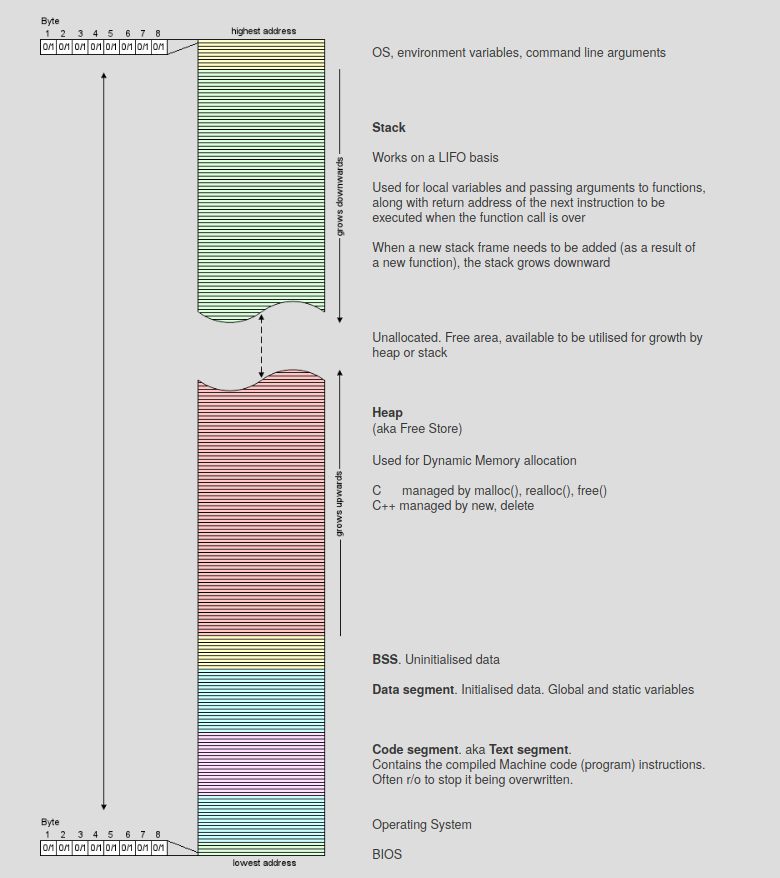 Byte
1 2 3 4 5 6 7 8
0/1 0/1 0/1 0/1 0/1 0/1 0/1 0/1
highest address
OS, environment variables, command line arguments
grows downwards
Stack
Works on a LIFO basis
Used for local variables and passing arguments to functions,
along with return address of the next instruction to be
executed when the function call is over
When a new stack frame needs to be added (as a result of
a new function), the stack grows downward
Unallocated. Free area, available to be utilised for growth by
heap or stack
grows upwards
Heap
(aka Free Store)
Used for Dynamic Memory allocation
C managed by malloc(), realloc(), free()
C++ managed by new, delete
BSS. Uninitialised data
Data segment. Initialised data. Global and static variables
Code segment. aka Text segment.
Contains the compiled Machine code (program) instructions.
Often r/o to stop it being overwritten.
Operating System
BIOS
Byte
1 2 3 4 5 6 7 8
0/1 0/1 0/1 0/1 0/1 0/1 0/1 0/1
lowest address